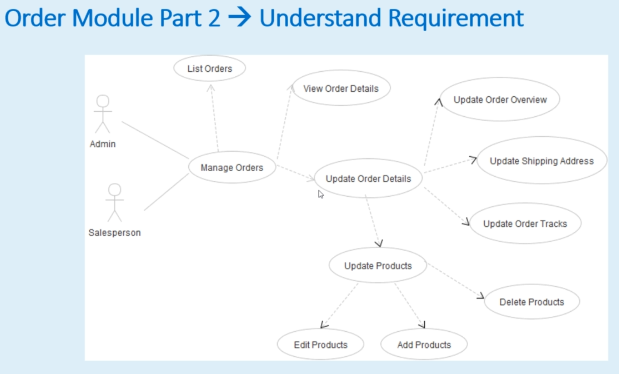 Order Module Part 2 → Understand Requirement
List Orders
View Order Details
Update Order Overview
Admin
Manage Orders
Update Order Details
Update Shipping Address
Salesperson
Update Order Tracks
Update Products
Delete Products
Edit Products
Add Products